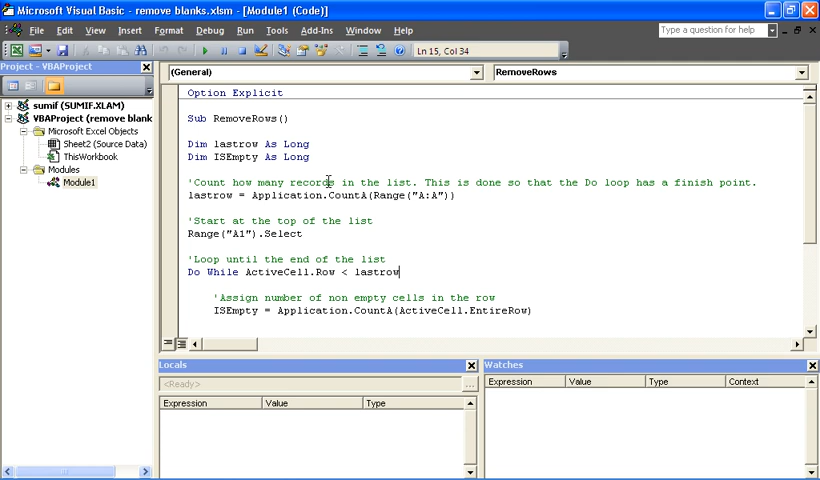 Microsoft Visual Basic - remove blanks.xlsm - [Module1 (Code)]
File Edit View Insert Format Debug Run Tools Add-Ins Window Help
Type a question for help
Ln 15, Col 34
Project - VBAProject
(General)
RemoveRows
sumif (SUMIF.XLAM)
VBAProject (remove blank
Microsoft Excel Objects
Sheet2 (Source Data)
ThisWorkbook
Modules
Module1
Option Explicit
Sub RemoveRows()
Dim lastrow As Long
Dim ISEmpty As Long
'Count how many records in the list. This is done so that the Do loop has a finish point.
lastrow = Application.CountA(Range("A:A"))
'Start at the top of the list
Range("A1").Select
'Loop until the end of the list
Do While ActiveCell.Row < lastrow
'Assign number of non empty cells in the row
ISEmpty = Application.CountA(ActiveCell.EntireRow)
Locals
<Ready>
...
Expression Value Type
Watches
Expression Value Type Context